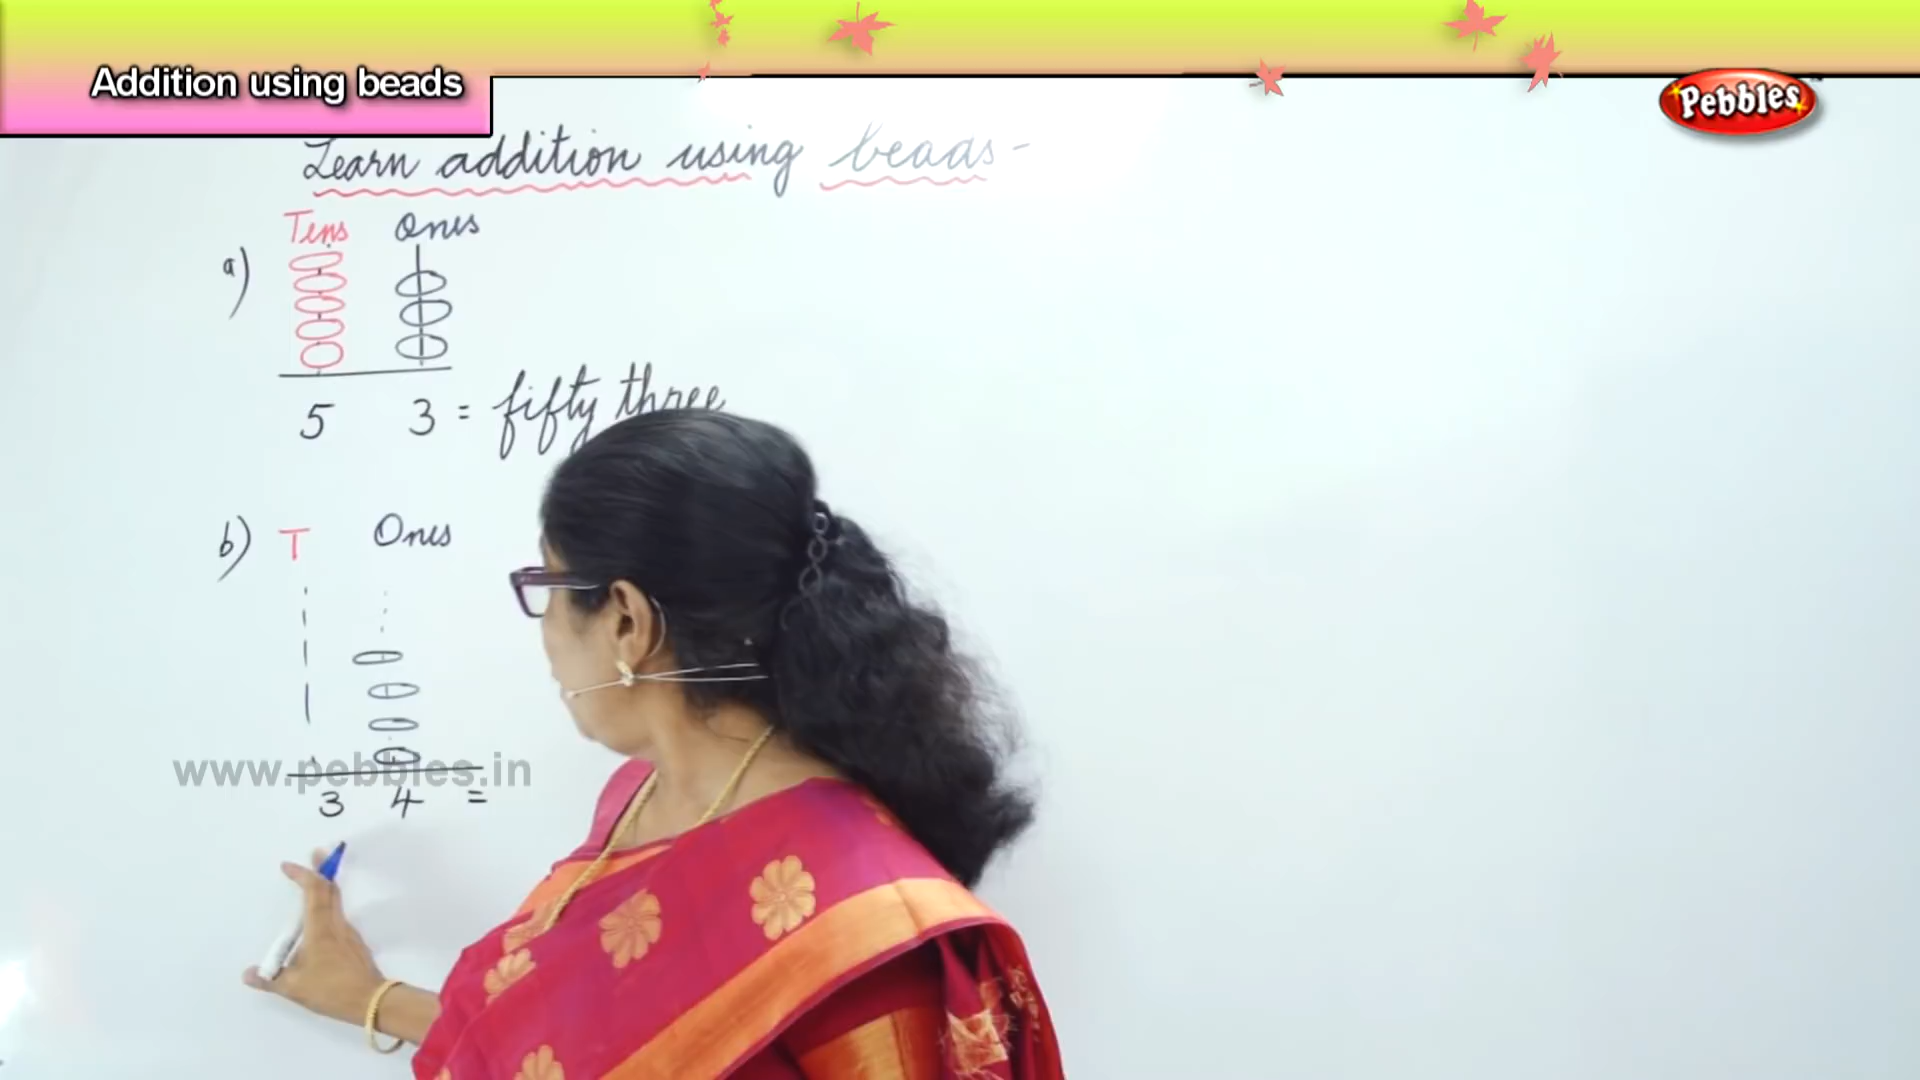 Addition using beads
Pebbles
Learn addition using beads -
Tens Ones
a)
5 3 = fifty three
b) T Ones
www.pebbles.in
3 4 =